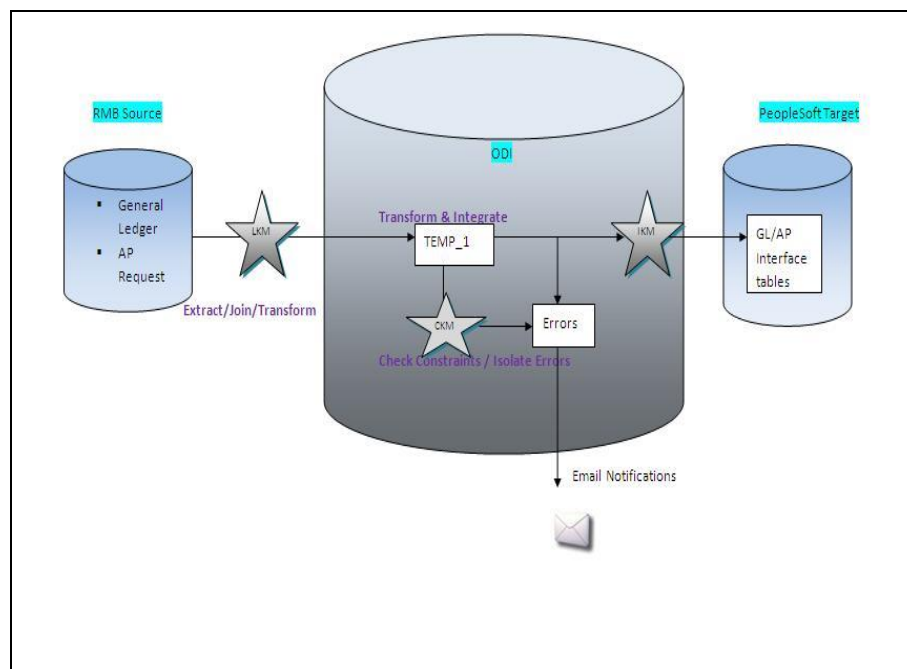 RMB Source
PeopleSoft Target
ODI
▪ General
Ledger
▪ AP
Request
LKM
Extract/Join/Transform
Transform & Integrate
TEMP_1
IKM
GL/AP
Interface
tables
CKM
Errors
Check Constraints / Isolate Errors
Email Notifications